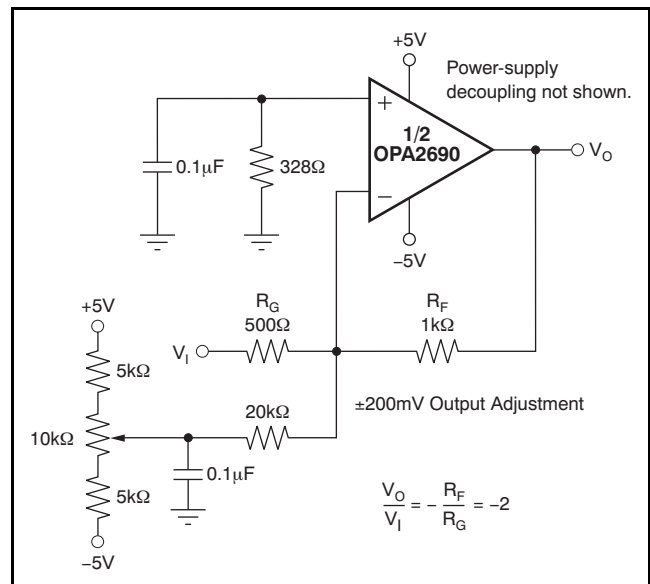 +5V
Power-supply
decoupling not shown.
+
1/2
OPA2690
−
0.1μF
328Ω
V_O
−5V
R_G
500Ω
R_F
1kΩ
+5V
V_I
5kΩ
20kΩ
±200mV Output Adjustment
10kΩ
0.1μF
5kΩ
V_O/V_I = − R_F/R_G = −2
−5V